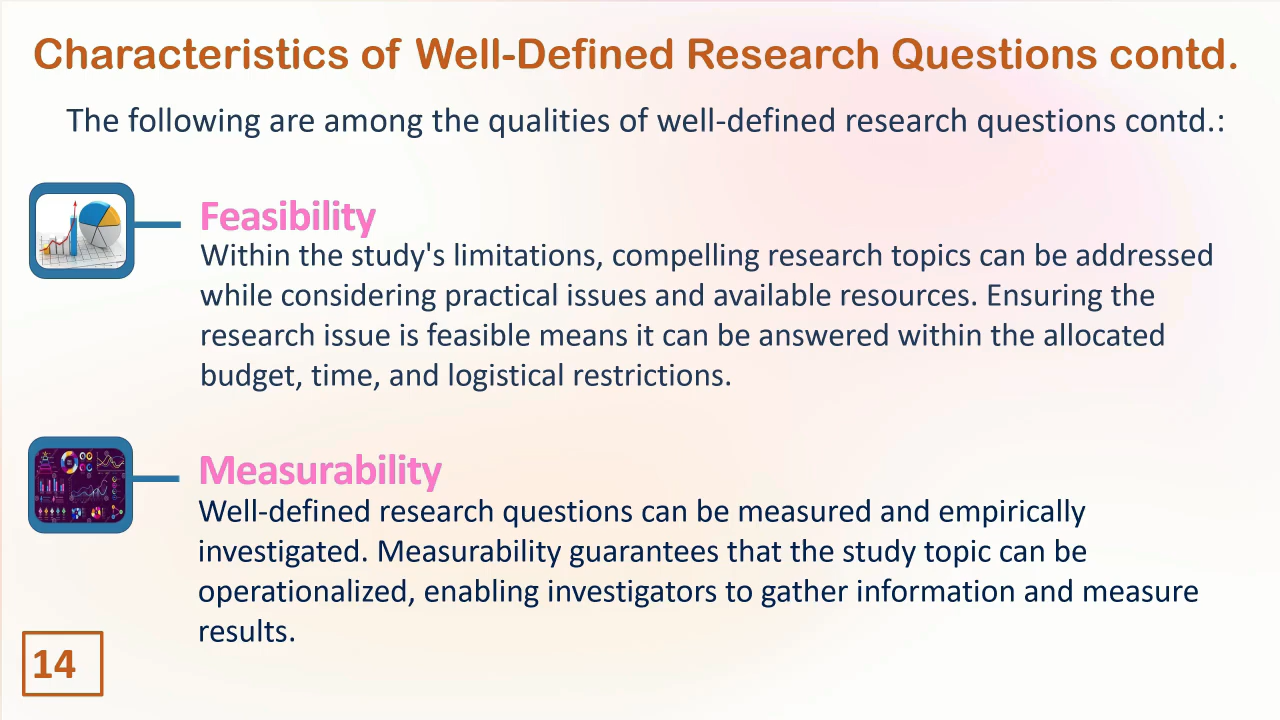 Characteristics of Well-Defined Research Questions contd.
The following are among the qualities of well-defined research questions contd.:
Feasibility
Within the study's limitations, compelling research topics can be addressed
while considering practical issues and available resources. Ensuring the
research issue is feasible means it can be answered within the allocated
budget, time, and logistical restrictions.
Measurability
Well-defined research questions can be measured and empirically
investigated. Measurability guarantees that the study topic can be
operationalized, enabling investigators to gather information and measure
results.
14